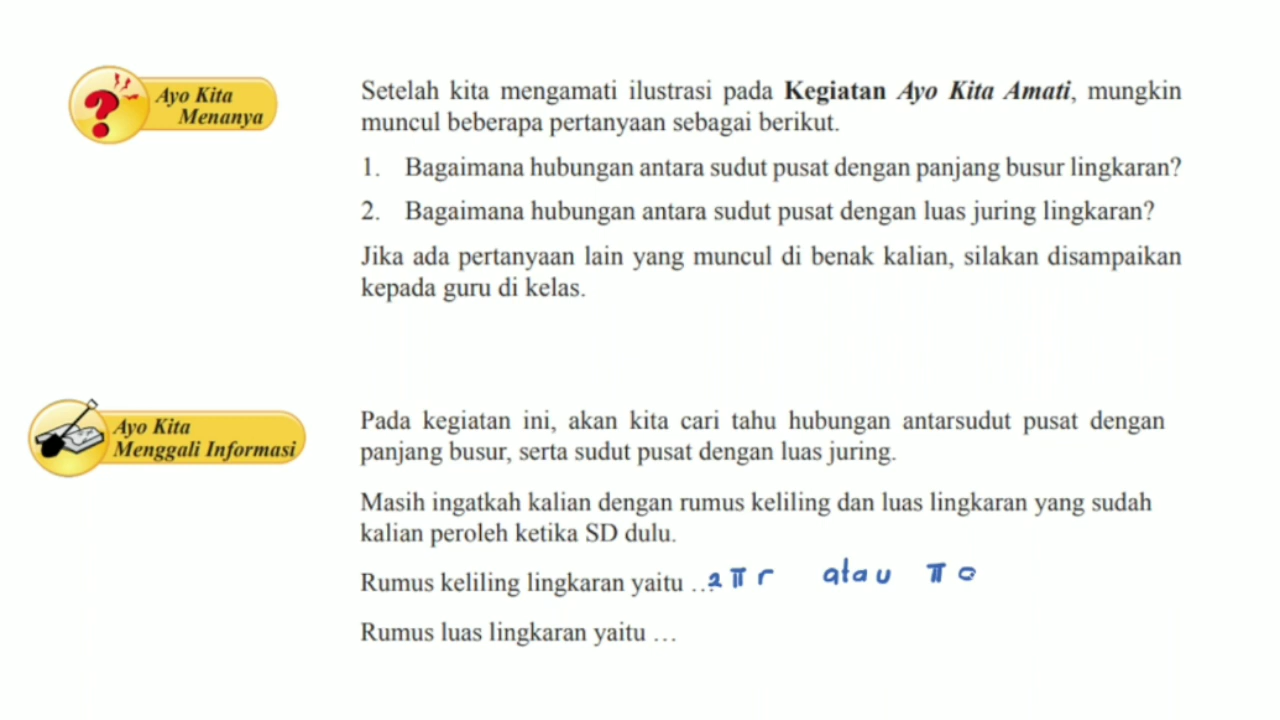 Ayo Kita
Menanya
Setelah kita mengamati ilustrasi pada Kegiatan Ayo Kita Amati, mungkin
muncul beberapa pertanyaan sebagai berikut.
1. Bagaimana hubungan antara sudut pusat dengan panjang busur lingkaran?
2. Bagaimana hubungan antara sudut pusat dengan luas juring lingkaran?
Jika ada pertanyaan lain yang muncul di benak kalian, silakan disampaikan
kepada guru di kelas.
Ayo Kita
Menggali Informasi
Pada kegiatan ini, akan kita cari tahu hubungan antarsudut pusat dengan
panjang busur, serta sudut pusat dengan luas juring.
Masih ingatkah kalian dengan rumus keliling dan luas lingkaran yang sudah
kalian peroleh ketika SD dulu.
Rumus keliling lingkaran yaitu … 2πr atau π
Rumus luas lingkaran yaitu …